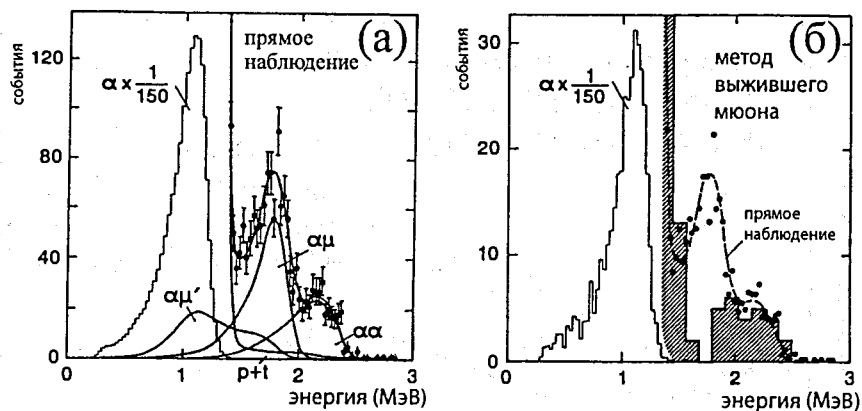 (а)
прямое
наблюдение
события
120
80
40
0
α x 1/150
αμ
αμ´
αα
0
1
p+t
2
3
энергия (МэВ)
(б)
метод
выжившего
мюона
события
30
20
10
0
α x 1/150
прямое
наблюдение
0
1
2
3
энергия (МэВ)